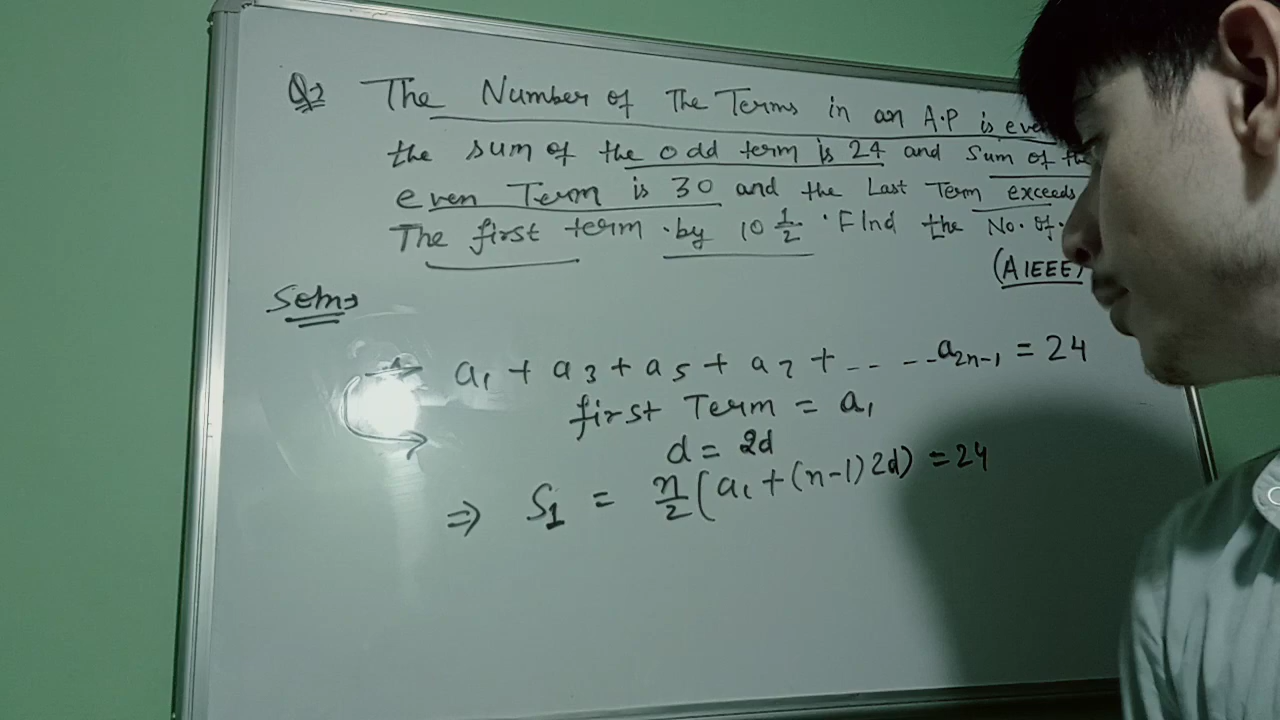 Q2 The Number of The Terms in an A.P is even
the sum of the odd term is 24 and Sum of the
even Term is 30 and the Last Term exceeds
The first term .by 10 1/2 . FInd the No. of.
(AIEEE)
Soln→
a₁ + a₃ + a₅ + a₇ + ... --a₂ₙ₋₁ = 24
first Term = a₁
d = 2d
⇒ S₁ = n/2 (a₁ + (n-1) 2d) = 24